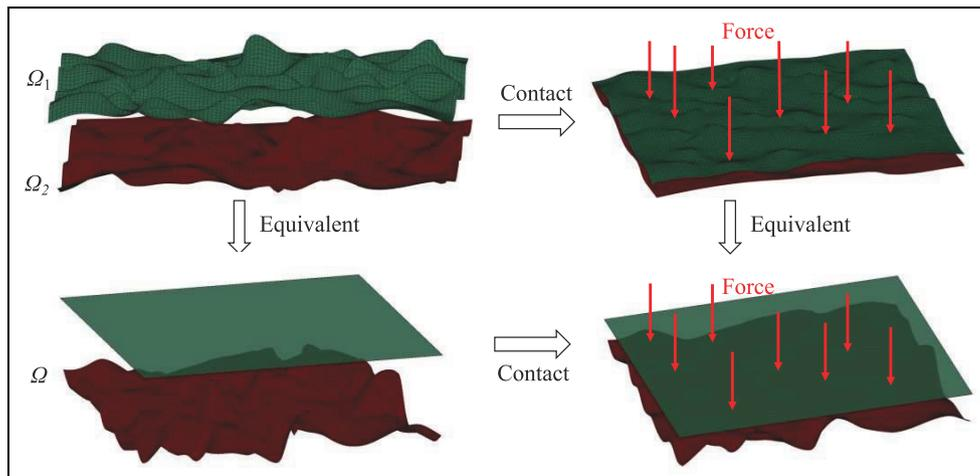 Force
Ω1
Contact
Ω2
Equivalent
Equivalent
Force
Ω
Contact